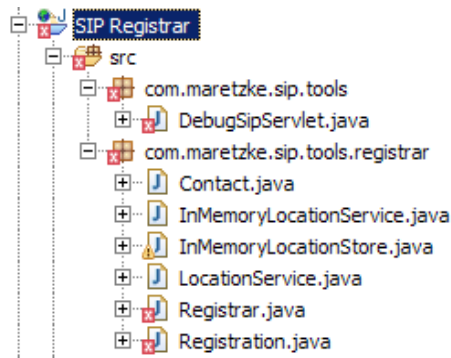 SIP Registrar
src
com.maretzke.sip.tools
DebugSipServlet.java
com.maretzke.sip.tools.registrar
Contact.java
InMemoryLocationService.java
InMemoryLocationStore.java
LocationService.java
Registrar.java
Registration.java